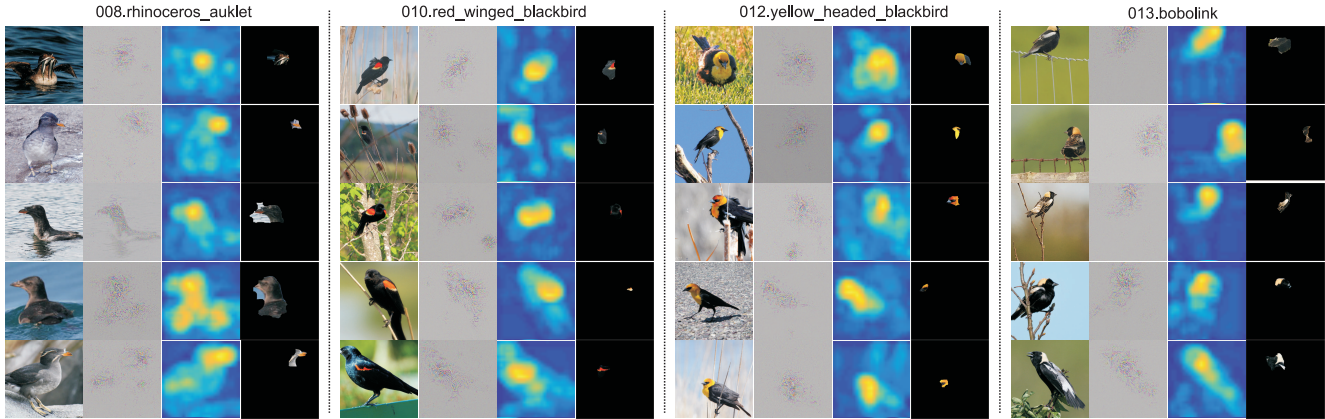 008.rhinoceros_auklet
010.red_winged_blackbird
012.yellow_headed_blackbird
013.bobolink